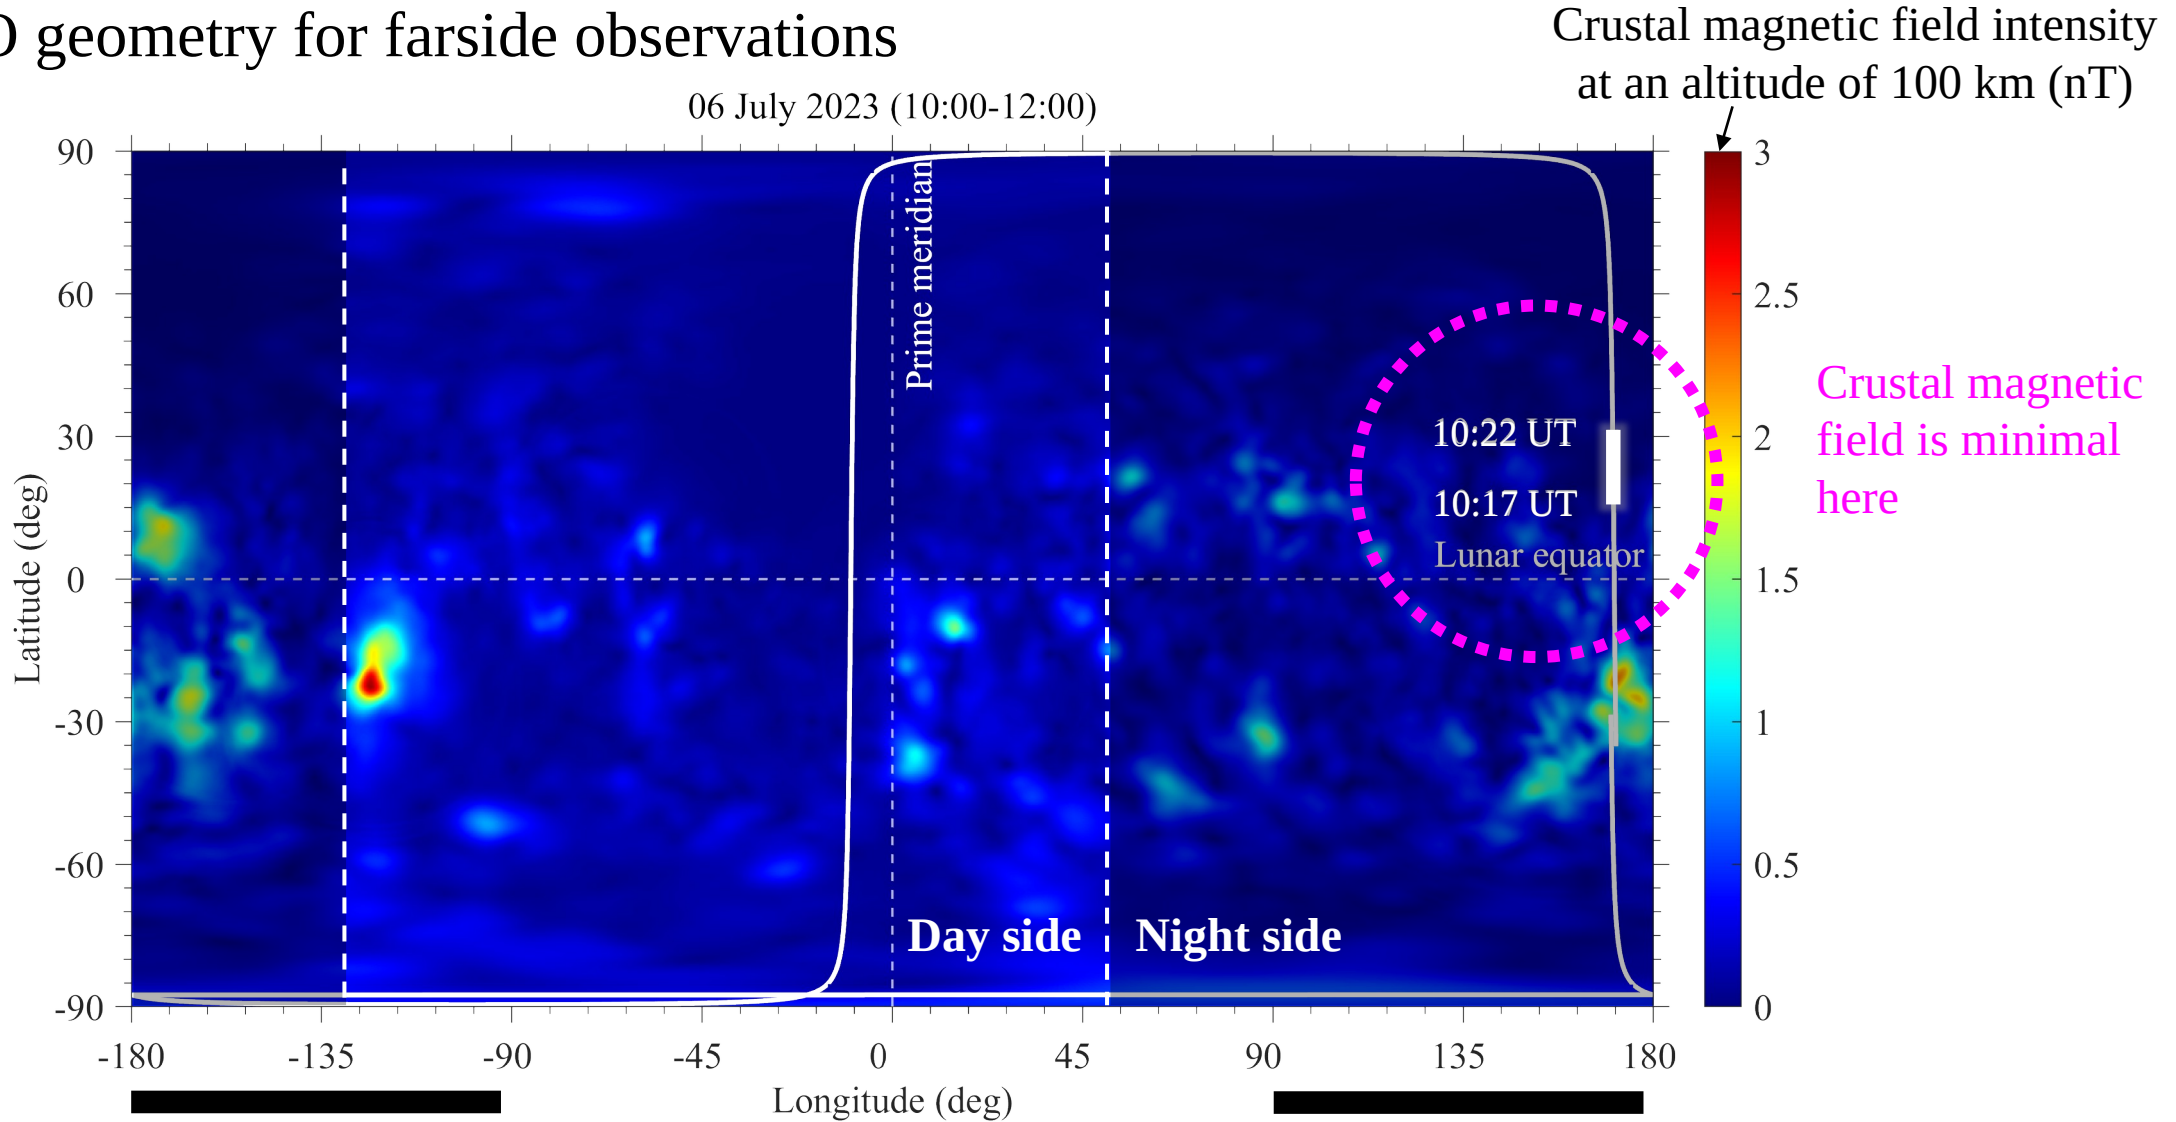 geometry for farside observations
Crustal magnetic field intensity
at an altitude of 100 km (nT)
06 July 2023 (10:00-12:00)
90
60
30
0
-30
-60
-90
Latitude (deg)
Prime meridian
10:22 UT
10:17 UT
Lunar equator
Day side
Night side
3
2.5
2
1.5
1
0.5
0
Crustal magnetic
field is minimal
here
-180
-135
-90
-45
0
45
90
135
180
Longitude (deg)